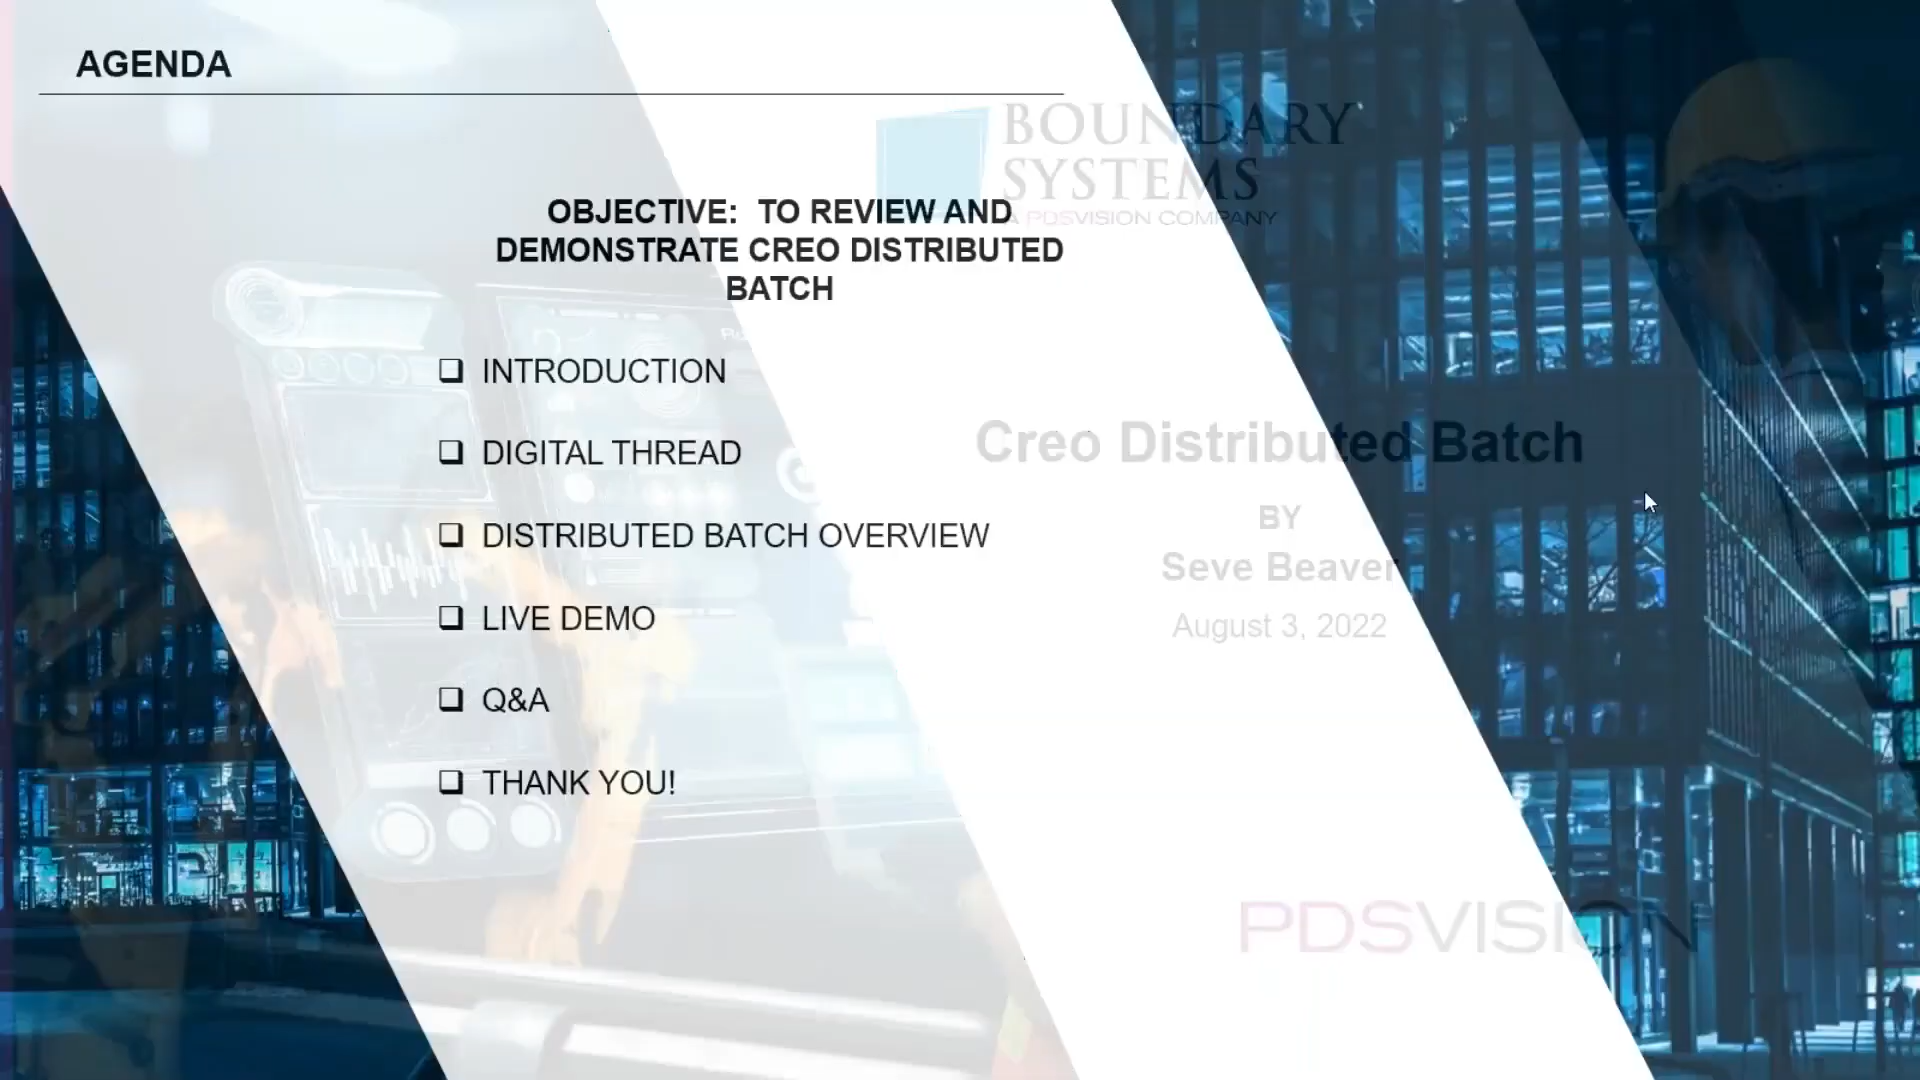 AGENDA
BOUNDARY
SYSTEMS
A PDSVISION COMPANY
OBJECTIVE: TO REVIEW AND
DEMONSTRATE CREO DISTRIBUTED
BATCH
INTRODUCTION
DIGITAL THREAD
DISTRIBUTED BATCH OVERVIEW
LIVE DEMO
Q&A
THANK YOU!
Creo Distributed Batch
BY
Seve Beaver
August 3, 2022
PDSVISION